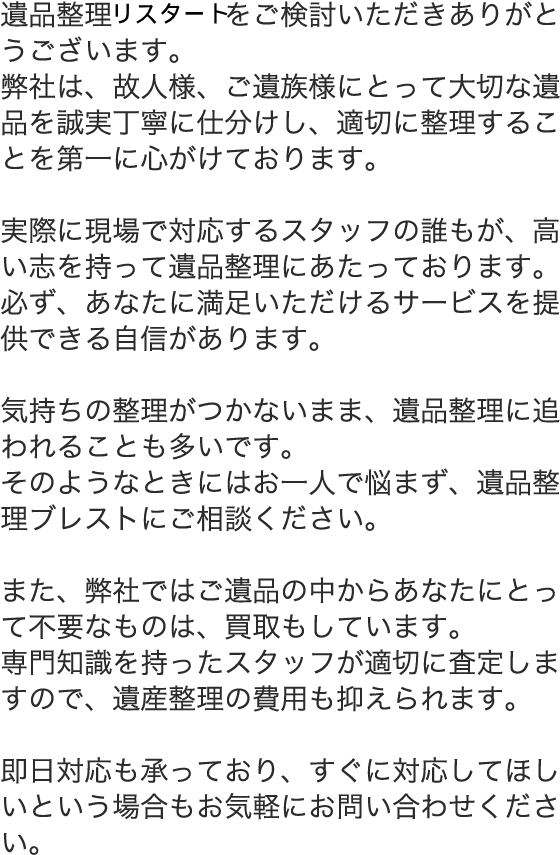 遺品整理リスタートをご検討いただきありがと
うございます。
弊社は、故人様、ご遺族様にとって大切な遺
品を誠実丁寧に仕分けし、適切に整理するこ
とを第一に心がけております。
実際に現場で対応するスタッフの誰もが、高
い志を持って遺品整理にあたっております。
必ず、あなたに満足いただけるサービスを提
供できる自信があります。
気持ちの整理がつかないまま、遺品整理に追
われることも多いです。
そのようなときにはお一人で悩まず、遺品整
理ブレストにご相談ください。
また、弊社ではご遺品の中からあなたにとっ
て不要なものは、買取もしています。
専門知識を持ったスタッフが適切に査定しま
すので、遺産整理の費用も抑えられます。
即日対応も承っており、すぐに対応してほし
いという場合もお気軽にお問い合わせくださ
い。